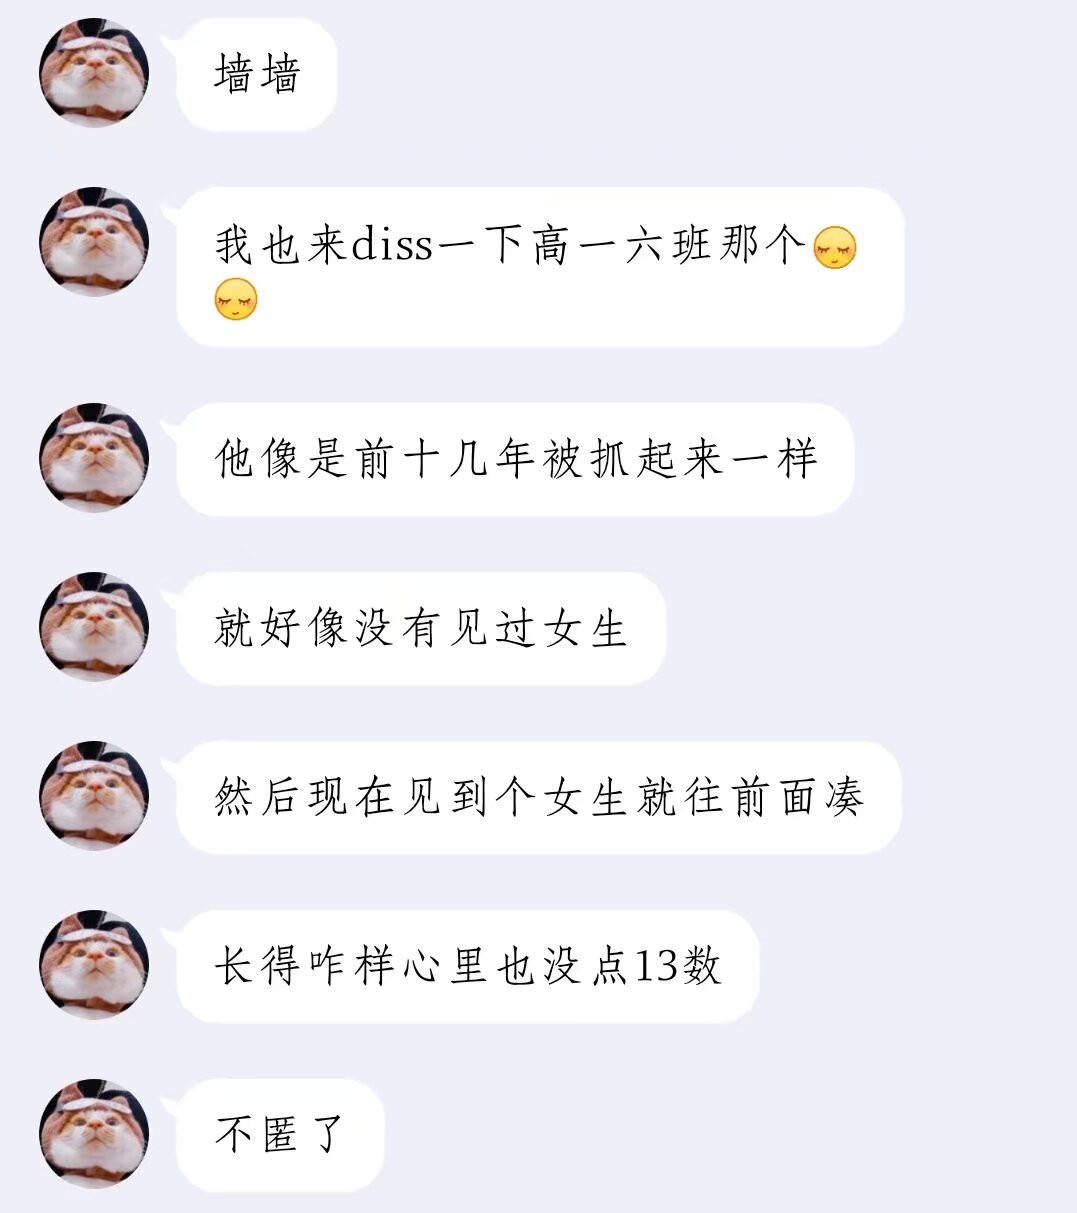 墙墙
我也来diss一下高一六班那个😌
😌
他像是前十几年被抓起来一样
就好像没有见过女生
然后现在见到个女生就往前面凑
长得咋样心里也没点13数
不匿了